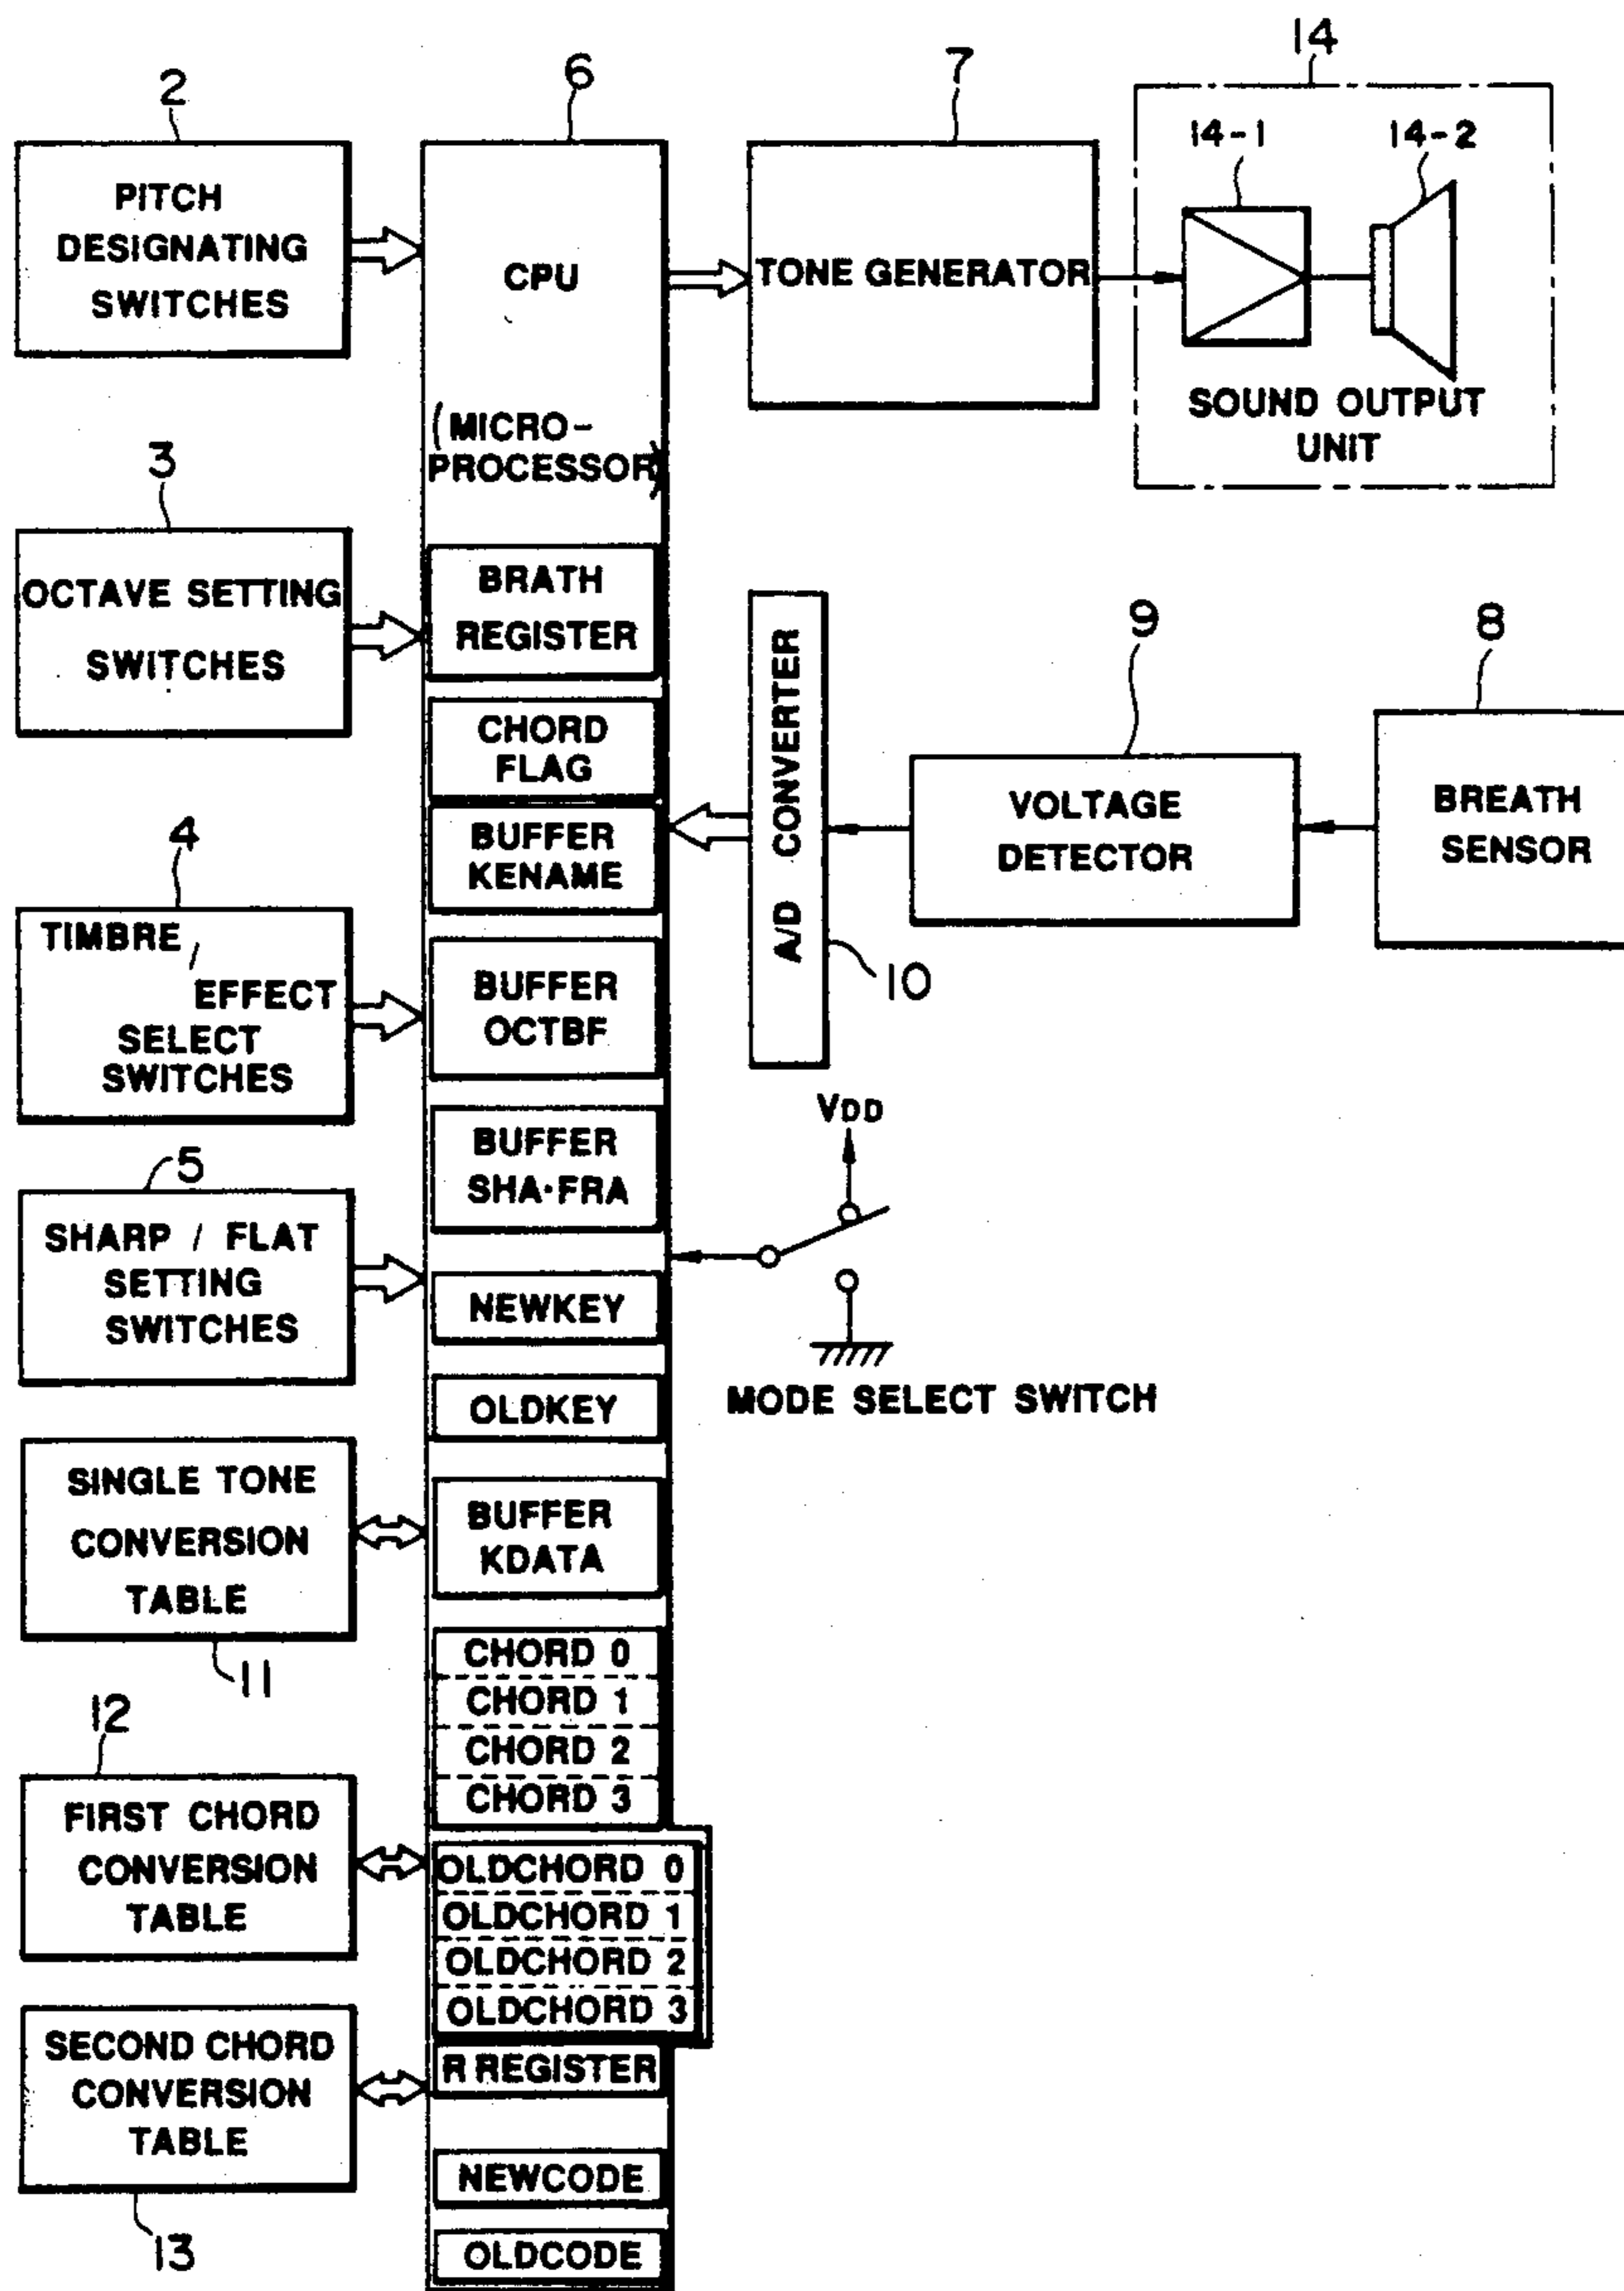 2
PITCH
DESIGNATING
SWITCHES
3
OCTAVE SETTING
SWITCHES
4
TIMBRE /
EFFECT
SELECT
SWITCHES
5
SHARP / FLAT
SETTING
SWITCHES
SINGLE TONE
CONVERSION
TABLE
11
12
FIRST CHORD
CONVERSION
TABLE
SECOND CHORD
CONVERSION
TABLE
13
6
CPU
(MICRO-
PROCESSOR)
BRATH
REGISTER
CHORD
FLAG
BUFFER
KENAME
BUFFER
OCTBF
BUFFER
SHA·FRA
NEWKEY
OLDKEY
BUFFER
KDATA
CHORD 0
CHORD 1
CHORD 2
CHORD 3
OLDCHORD 0
OLDCHORD 1
OLDCHORD 2
OLDCHORD 3
R REGISTER
NEWCODE
OLDCODE
7
TONE GENERATOR
14
14-1
14-2
SOUND OUTPUT
UNIT
A/D CONVERTER
10
9
VOLTAGE
DETECTOR
8
BREATH
SENSOR
VDD
MODE SELECT SWITCH